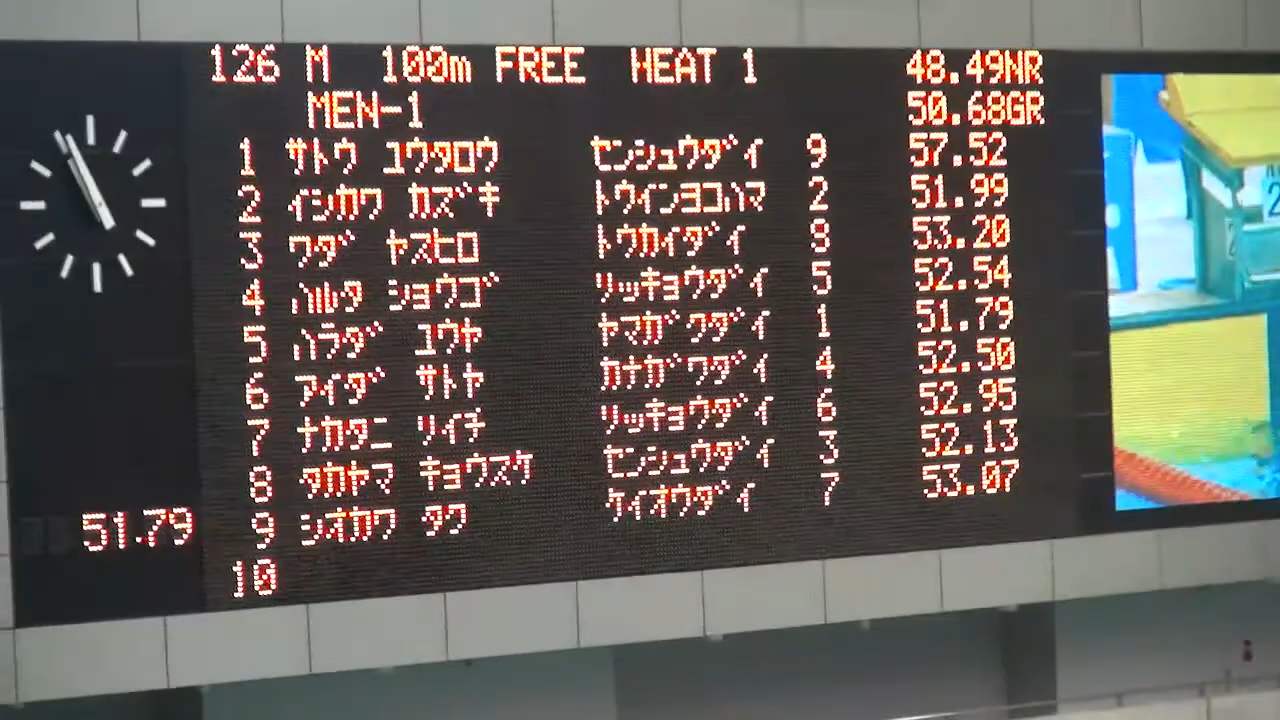 126 M 100m FREE HEAT 1 48.49NR
MEN-1 50.68GR
1 サトウ ユウタロウ センシュウダイ 9 57.52
2 イシカワ カズキ トウインヨコハマ 2 51.99
3 ワダ ヤスヒロ トウカイダイ 8 53.20
4 ハルタ ショウゴ リッキョウダイ 5 52.54
5 ハラダ ユウヤ ヤマガクダイ 1 51.79
6 アイダ サトヤ カナガワダイ 4 52.50
7 ナカタニ リイチ リッキョウダイ 6 52.95
8 タカヤマ キョウスケ センシュウダイ 3 52.13
9 シオカワ タク ケイオウダイ 7 53.07
10
51.79